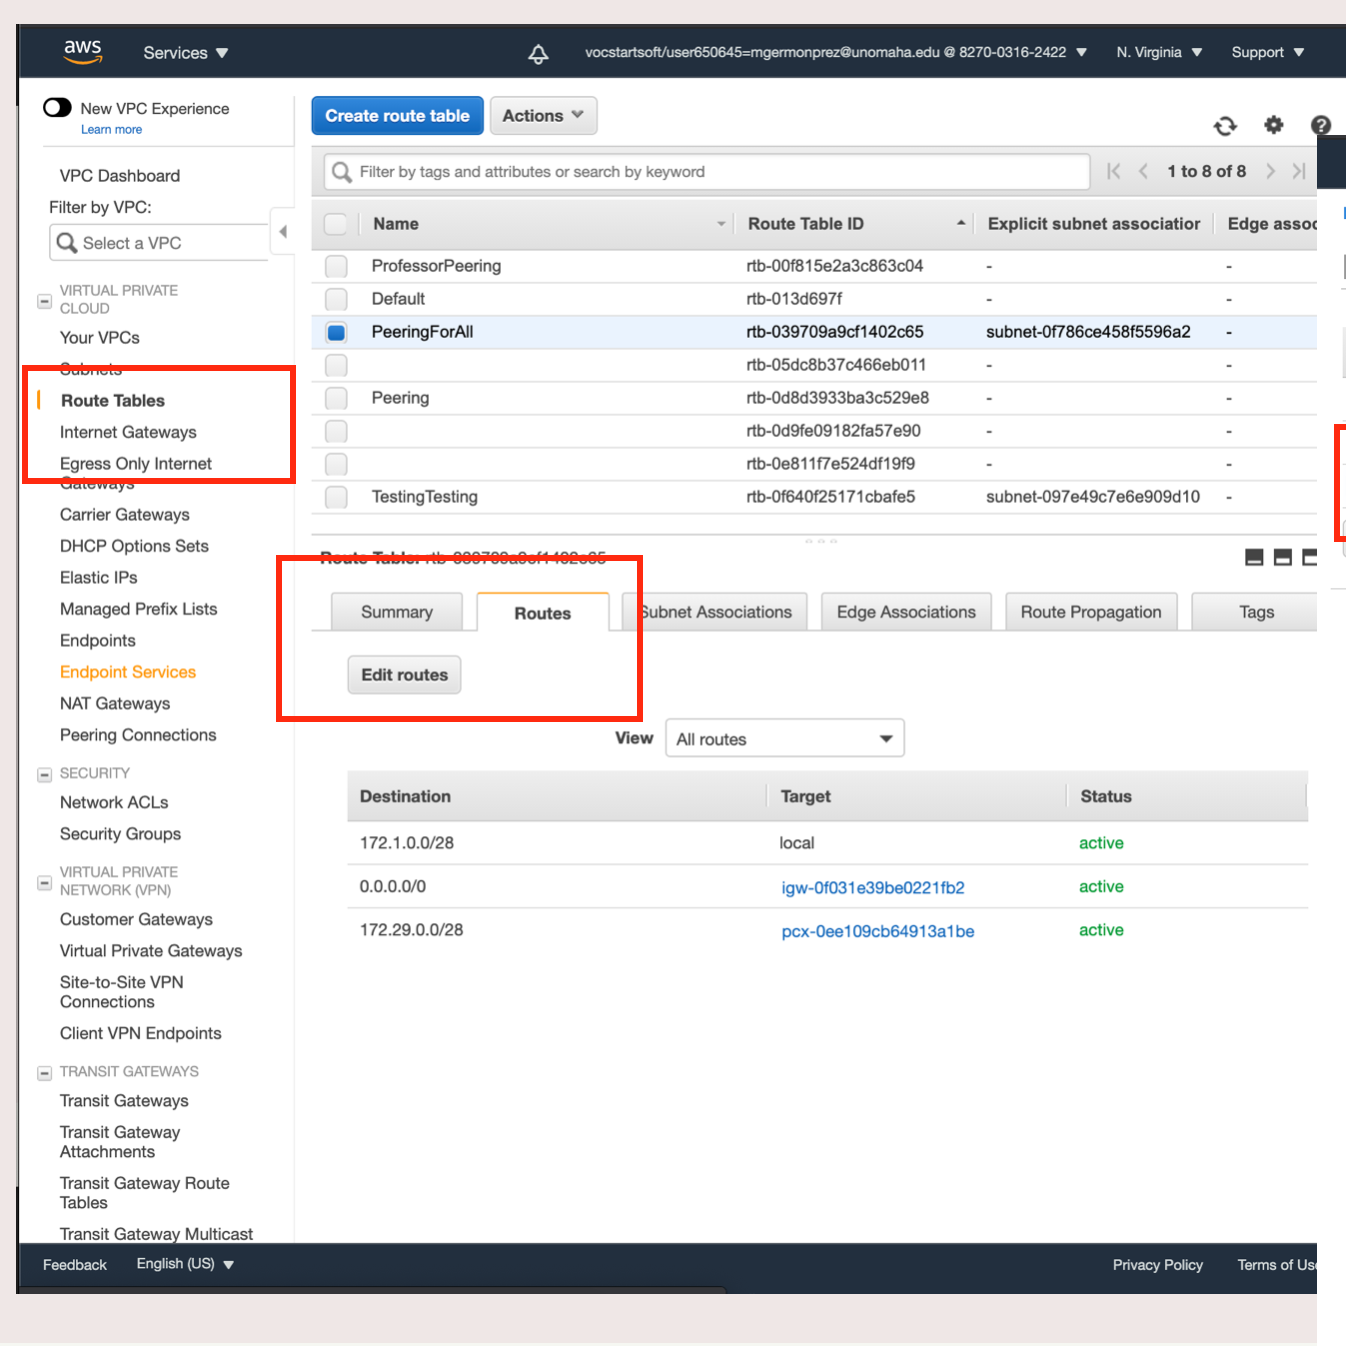 aws
Services
vocstartsoft/user650645=mgermonprez@unomaha.edu @ 8270-0316-2422
N. Virginia
Support
New VPC Experience
Learn more
VPC Dashboard
Filter by VPC:
Select a VPC
VIRTUAL PRIVATE
CLOUD
Your VPCs
Subnets
Route Tables
Internet Gateways
Egress Only Internet
Gateways
Carrier Gateways
DHCP Options Sets
Elastic IPs
Managed Prefix Lists
Endpoints
Endpoint Services
NAT Gateways
Peering Connections
SECURITY
Network ACLs
Security Groups
VIRTUAL PRIVATE
NETWORK (VPN)
Customer Gateways
Virtual Private Gateways
Site-to-Site VPN
Connections
Client VPN Endpoints
TRANSIT GATEWAYS
Transit Gateways
Transit Gateway
Attachments
Transit Gateway Route
Tables
Transit Gateway Multicast
Create route table
Actions
Filter by tags and attributes or search by keyword
1 to 8 of 8
Name Route Table ID Explicit subnet associatior Edge assoc
ProfessorPeering rtb-00f815e2a3c863c04 - -
Default rtb-013d697f - -
PeeringForAll rtb-039709a9cf1402c65 subnet-0f786ce458f5596a2 -
rtb-05dc8b37c466eb011 - -
Peering rtb-0d8d3933ba3c529e8 - -
rtb-0d9fe09182fa57e90 - -
rtb-0e811f7e524df19f9 - -
TestingTesting rtb-0f640f25171cbafe5 subnet-097e49c7e6e909d10 -
Route Table: rtb-039709a9cf1402c65
Summary Routes Subnet Associations Edge Associations Route Propagation Tags
Edit routes
View All routes
Destination Target Status
172.1.0.0/28 local active
0.0.0.0/0 igw-0f031e39be0221fb2 active
172.29.0.0/28 pcx-0ee109cb64913a1be active
Feedback
English (US)
Privacy Policy
Terms of Use